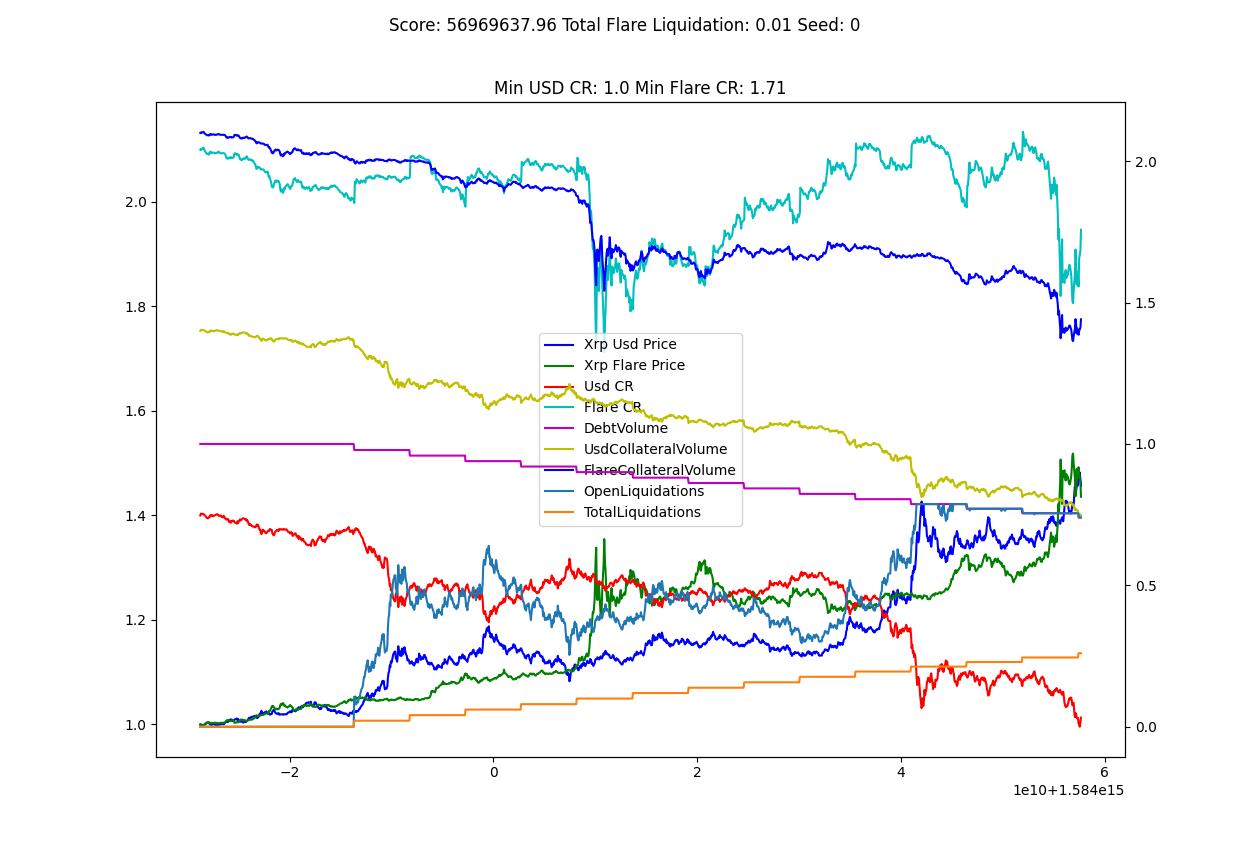 Score: 56969637.96 Total Flare Liquidation: 0.01 Seed: 0
Min USD CR: 1.0 Min Flare CR: 1.71
2.0
1.8
1.6
1.4
1.2
1.0
2.0
1.5
1.0
0.5
0.0
Xrp Usd Price
Xrp Flare Price
Usd CR
Flare CR
DebtVolume
UsdCollateralVolume
FlareCollateralVolume
OpenLiquidations
TotalLiquidations
−2 0 2 4 6
1e10+1.584e15